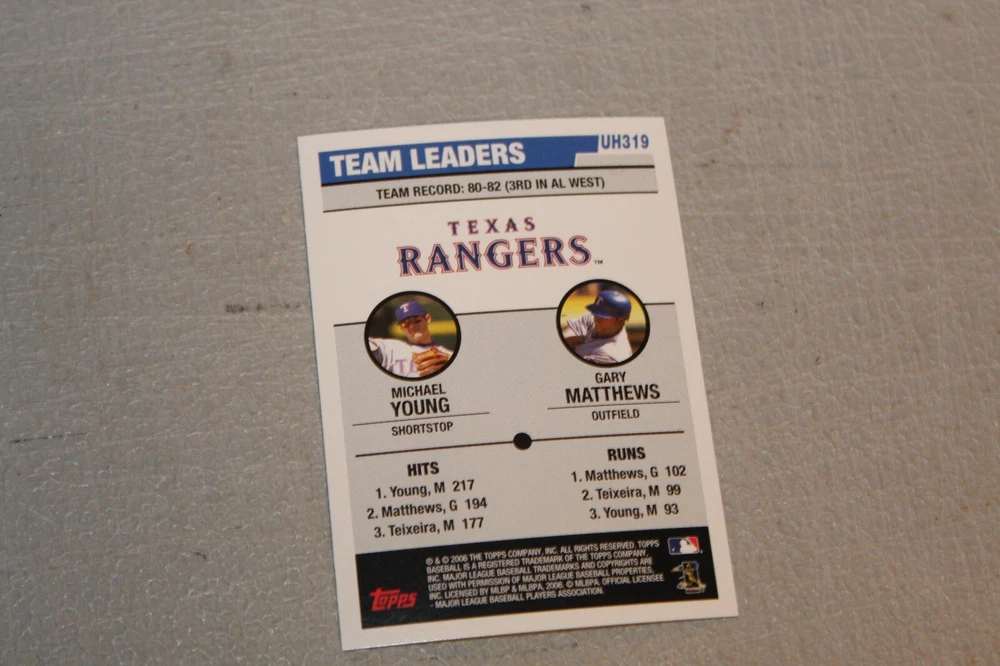 TEAM LEADERS
UH319
TEAM RECORD: 80-82 (3RD IN AL WEST)
TEXAS
RANGERS™
MICHAEL
YOUNG
SHORTSTOP
GARY
MATTHEWS
OUTFIELD
HITS
1. Young, M 217
2. Matthews, G 194
3. Teixeira, M 177
RUNS
1. Matthews, G 102
2. Teixeira, M 99
3. Young, M 93
® & © 2006 THE TOPPS COMPANY, INC. ALL RIGHTS RESERVED. TOPPS
BASEBALL IS A REGISTERED TRADEMARK OF THE TOPPS COMPANY,
INC. MAJOR LEAGUE BASEBALL TRADEMARKS AND COPYRIGHTS ARE
USED WITH PERMISSION OF MAJOR LEAGUE BASEBALL PROPERTIES,
INC. LICENSED BY MLBP & MLBPA, 2006. © MLBPA, OFFICIAL LICENSEE
- MAJOR LEAGUE BASEBALL PLAYERS ASSOCIATION.
Topps